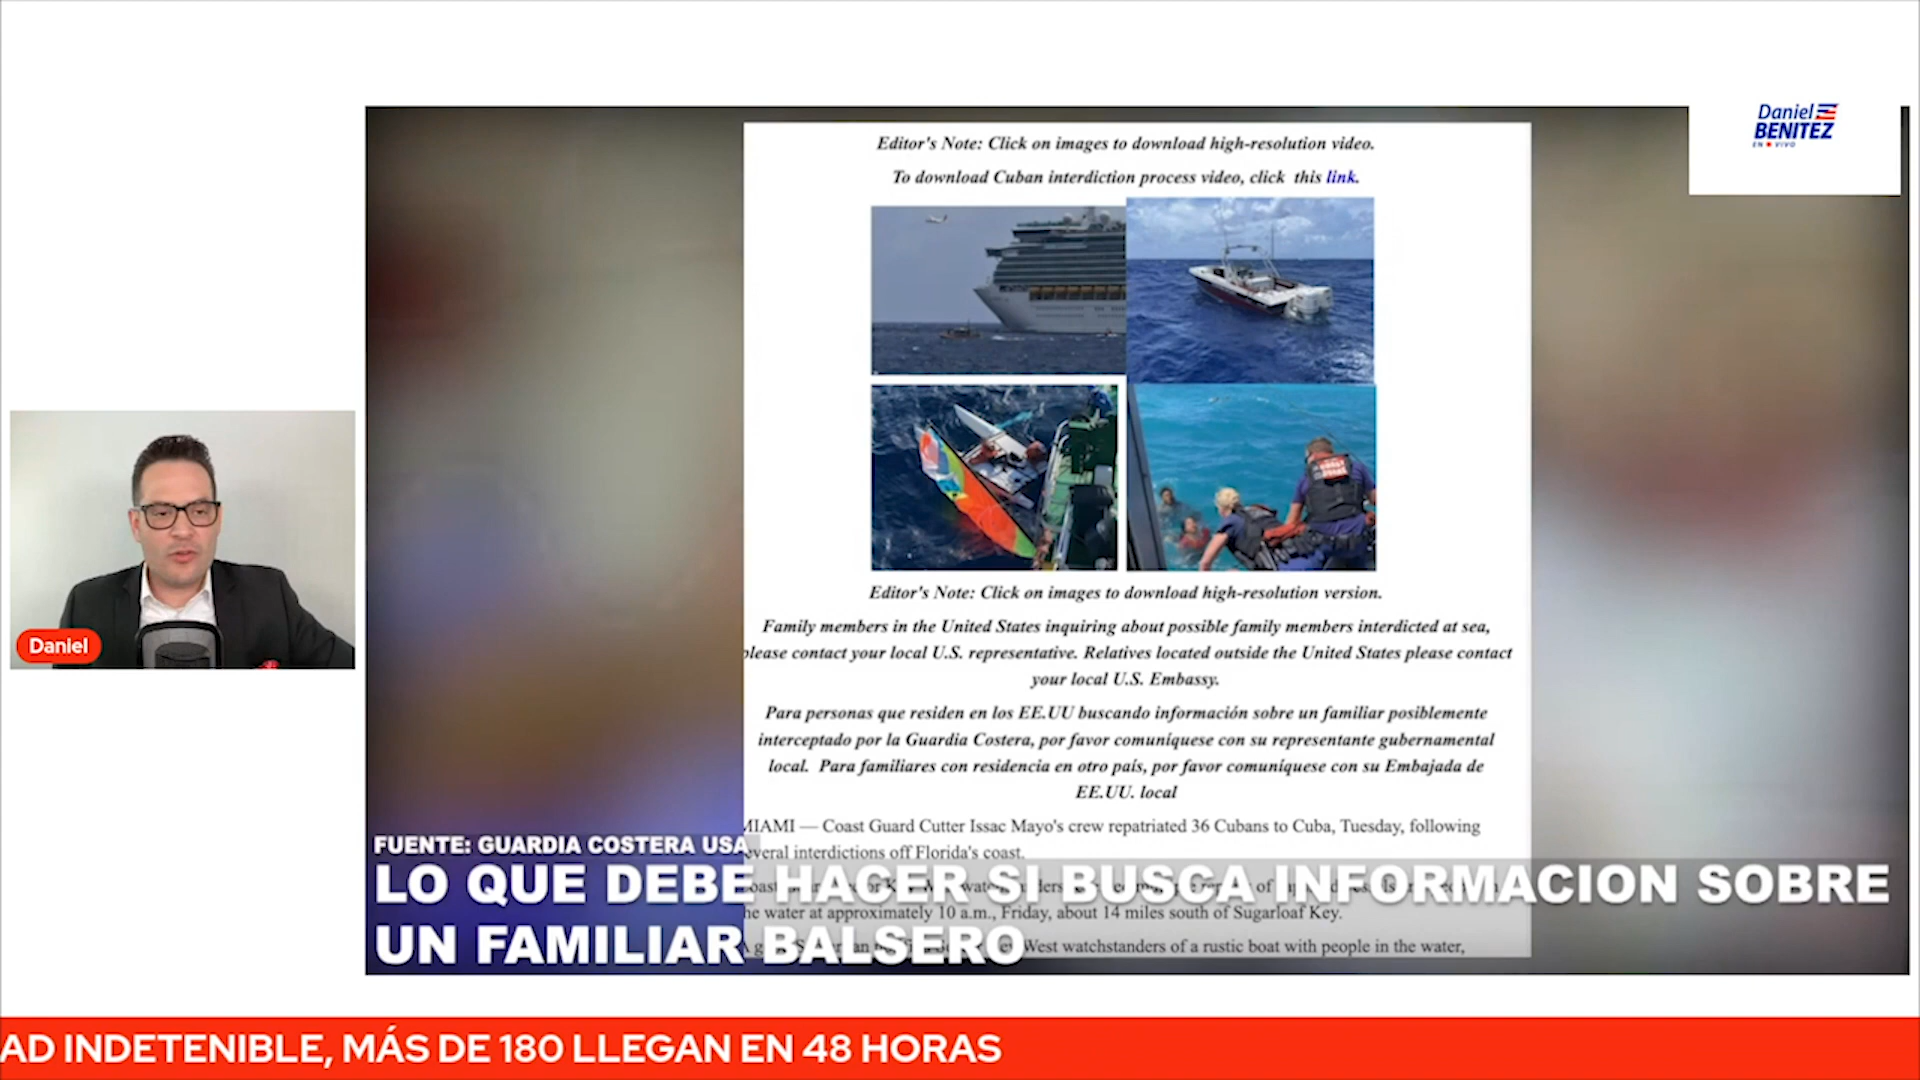 Daniel
BENITEZ
EN VIVO
Editor's Note: Click on images to download high-resolution video.
To download Cuban interdiction process video, click this link.
Editor's Note: Click on images to download high-resolution version.
Family members in the United States inquiring about possible family members interdicted at sea,
please contact your local U.S. representative. Relatives located outside the United States please contact
your local U.S. Embassy.
Para personas que residen en los EE.UU buscando información sobre un familiar posiblemente
interceptado por la Guardia Costera, por favor comuníquese con su representante gubernamental
local. Para familiares con residencia en otro país, por favor comuníquese con su Embajada de
EE.UU. local
MIAMI — Coast Guard Cutter Issac Mayo's crew repatriated 36 Cubans to Cuba, Tuesday, following
several interdictions off Florida's coast.
he water at approximately 10 a.m., Friday, about 14 miles south of Sugarloaf Key.
West watchstanders of a rustic boat with people in the water,
Daniel
FUENTE: GUARDIA COSTERA USA
LO QUE DEBE HACER SI BUSCA INFORMACION SOBRE
UN FAMILIAR BALSERO
AD INDETENIBLE, MÁS DE 180 LLEGAN EN 48 HORAS